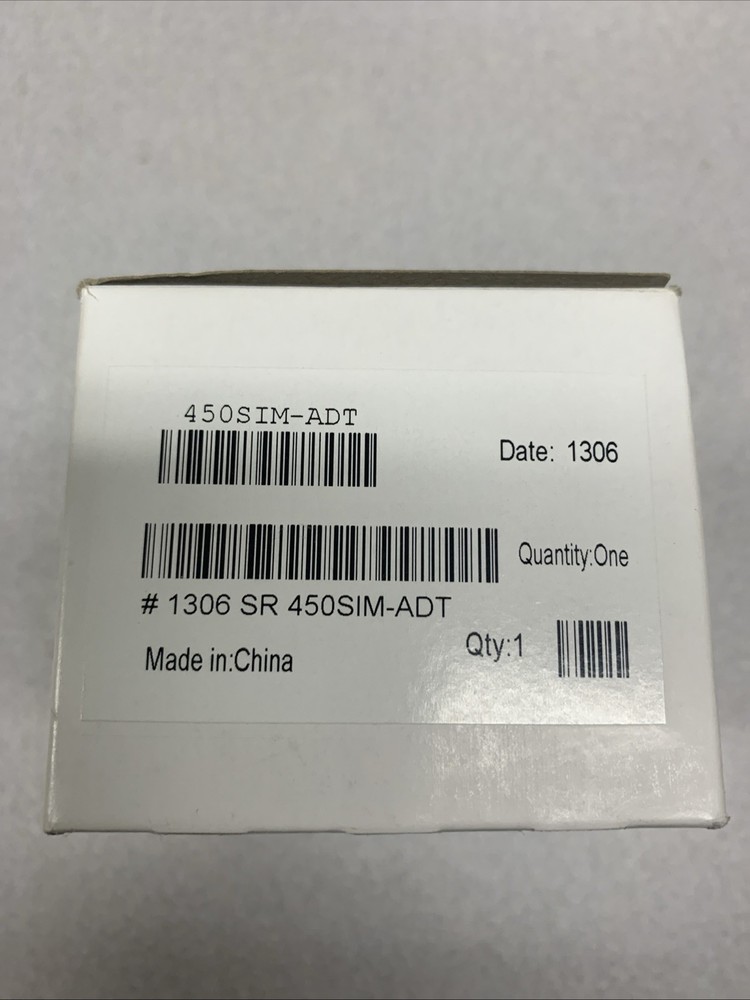 450SIM-ADT
Date: 1306
Quantity:One
# 1306 SR 450SIM-ADT
Qty:1
Made in:China